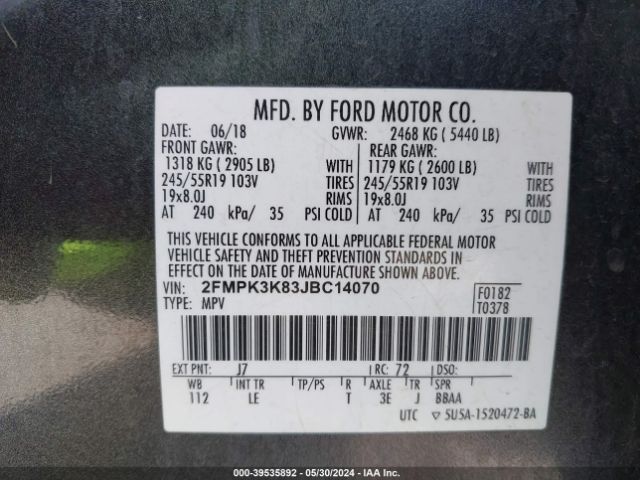 MFD. BY FORD MOTOR CO.
DATE: 06/18 GVWR: 2468 KG ( 5440 LB)
FRONT GAWR: REAR GAWR:
1318 KG ( 2905 LB) WITH 1179 KG ( 2600 LB) WITH
245/55R19 103V TIRES 245/55R19 103V TIRES
19x8.0J RIMS 19x8.0J RIMS
AT 240 kPa/ 35 PSI COLD AT 240 kPa/ 35 PSI COLD
THIS VEHICLE CONFORMS TO ALL APPLICABLE FEDERAL MOTOR
VEHICLE SAFETY AND THEFT PREVENTION STANDARDS IN
EFFECT ON THE DATE OF MANUFACTURE SHOWN ABOVE.
VIN: 2FMPK3K83JBC14070 F0182
TYPE: MPV T0378
EXT PNT: J7 RC: 72 DSO:
WB INT TR TP/PS R AXLE TR SPR
112 LE T 3E J BBAA
UTC ▽ SUSA-1520472-BA
000-39535892 - 05/30/2024 - IAA Inc.